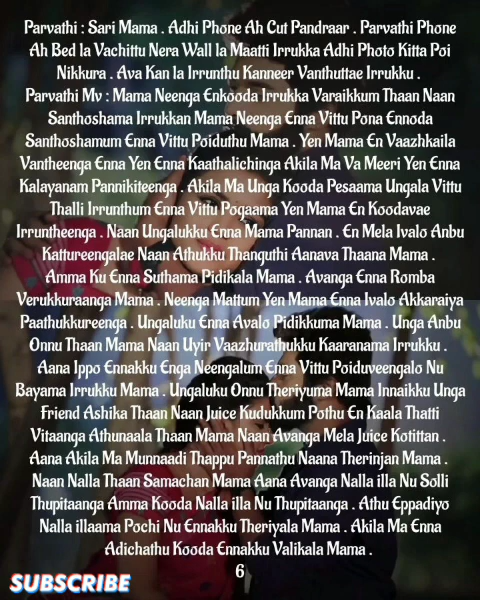 Parvathi : Sari Mama . Adhi Phone Ah Cut Pandraar . Parvathi Phone
Ah Bed la Vachittu Nera Wall la Maatti Irrukka Adhi Photo Kitta Poi
Nikkura . Ava Kan la Irrunthu Kanneer Vanthuttae Irrukku .
Parvathi Mv : Mama Neenga Enkooda Irrukka Varaikkum Thaan Naan
Santhoshama Irrukkan Mama Neenga Enna Vittu Pona Ennoda
Santhoshamum Enna Vittu Poiduthu Mama . Yen Mama En Vaazhkaila
Vantheenga Enna Yen Enna Kaathalichinga Akila Ma Va Meeri Yen Enna
Kalayanam Pannikiteenga . Akila Ma Unga Kooda Pesaama Ungala Vittu
Thalli Irrunthum Enna Vittu Pogaama Yen Mama En Koodavae
Irruntheenga . Naan Ungalukku Enna Mama Pannan . En Mela Ivalo Anbu
Kattureengalae Naan Athukku Thanguthi Aanava Thaana Mama .
Amma Ku Enna Suthama Pidikala Mama . Avanga Enna Romba
Verukkuraanga Mama . Neenga Mattum Yen Mama Enna Ivalo Akkaraiya
Paathukkureenga . Ungaluku Enna Avalo Pidikkuma Mama . Unga Anbu
Onnu Thaan Mama Naan Uyir Vaazhurathukku Kaaranama Irrukku .
Aana Ippo Ennakku Enga Neengalum Enna Vittu Poiduveengalo Nu
Bayama Irrukku Mama . Ungaluku Onnu Theriyuma Mama Innaikku Unga
Friend Ashika Thaan Naan Juice Kudukkum Pothu En Kaala Thatti
Vitaanga Athunaala Thaan Mama Naan Avanga Mela Juice Kotittan .
Aana Akila Ma Munnaadi Thappu Pannathu Naana Therinjan Mama .
Naan Nalla Thaan Samachan Mama Aana Avanga Nalla illa Nu Solli
Thupitaanga Amma Kooda Nalla illa Nu Thupitaanga . Athu Eppadiyo
Nalla illaama Pochi Nu Ennakku Theriyala Mama . Akila Ma Enna
Adichathu Kooda Ennakku Valikala Mama .
6
SUBSCRIBE